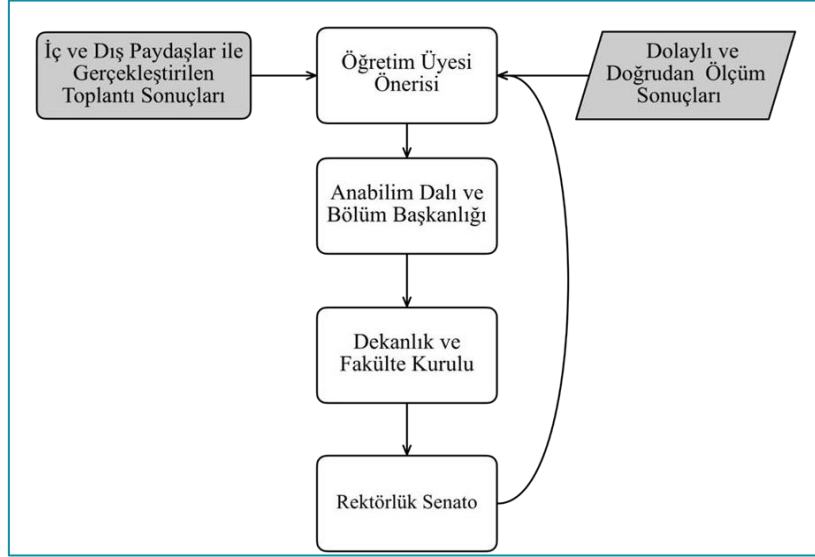 İç ve Dış Paydaşlar ile
Gerçekleştirilen
Toplantı Sonuçları
Öğretim Üyesi
Önerisi
Dolaylı ve
Doğrudan Ölçüm
Sonuçları
Anabilim Dalı ve
Bölüm Başkanlığı
Dekanlık ve
Fakülte Kurulu
Rektörlük Senato